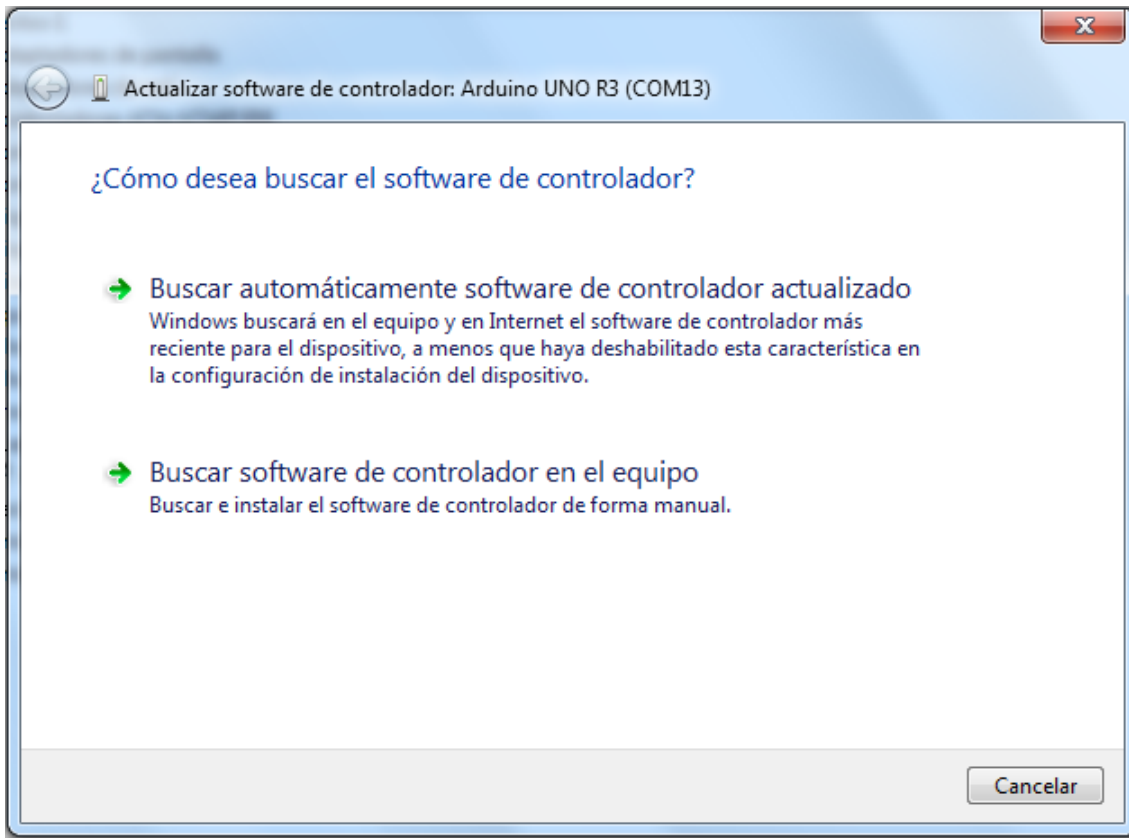 Actualizar software de controlador: Arduino UNO R3 (COM13)
¿Cómo desea buscar el software de controlador?
Buscar automáticamente software de controlador actualizado
Windows buscará en el equipo y en Internet el software de controlador más
reciente para el dispositivo, a menos que haya deshabilitado esta característica en
la configuración de instalación del dispositivo.
Buscar software de controlador en el equipo
Buscar e instalar el software de controlador de forma manual.
Cancelar